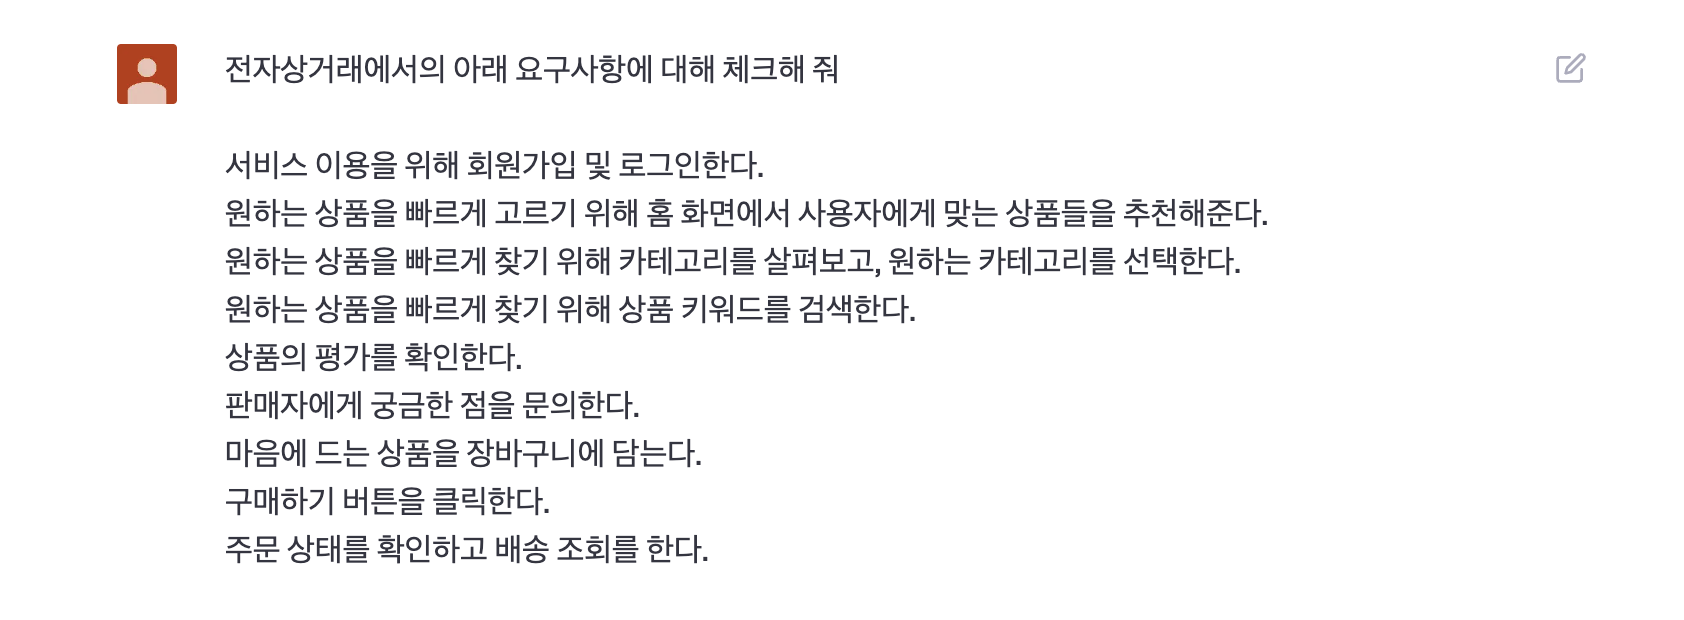 전자상거래에서의 아래 요구사항에 대해 체크해 줘
서비스 이용을 위해 회원가입 및 로그인한다.
원하는 상품을 빠르게 고르기 위해 홈 화면에서 사용자에게 맞는 상품들을 추천해준다.
원하는 상품을 빠르게 찾기 위해 카테고리를 살펴보고, 원하는 카테고리를 선택한다.
원하는 상품을 빠르게 찾기 위해 상품 키워드를 검색한다.
상품의 평가를 확인한다.
판매자에게 궁금한 점을 문의한다.
마음에 드는 상품을 장바구니에 담는다.
구매하기 버튼을 클릭한다.
주문 상태를 확인하고 배송 조회를 한다.